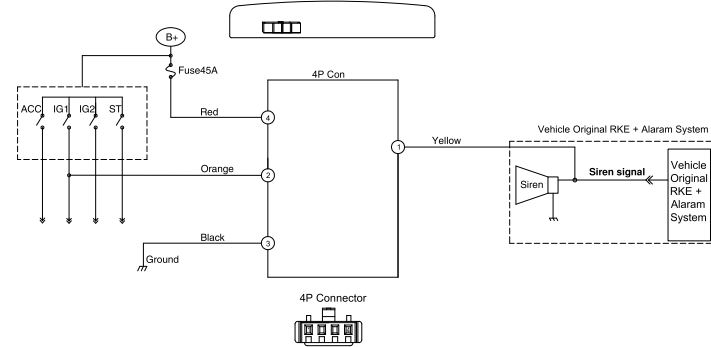 B+
Fuse45A
4P Con
ACC IG1 IG2 ST
Red
4
1
Yellow
Vehicle Original RKE + Alaram System
Orange
2
Siren
Siren signal
Vehicle
Original
RKE +
Alaram
System
Black
3
Ground
4P Connector